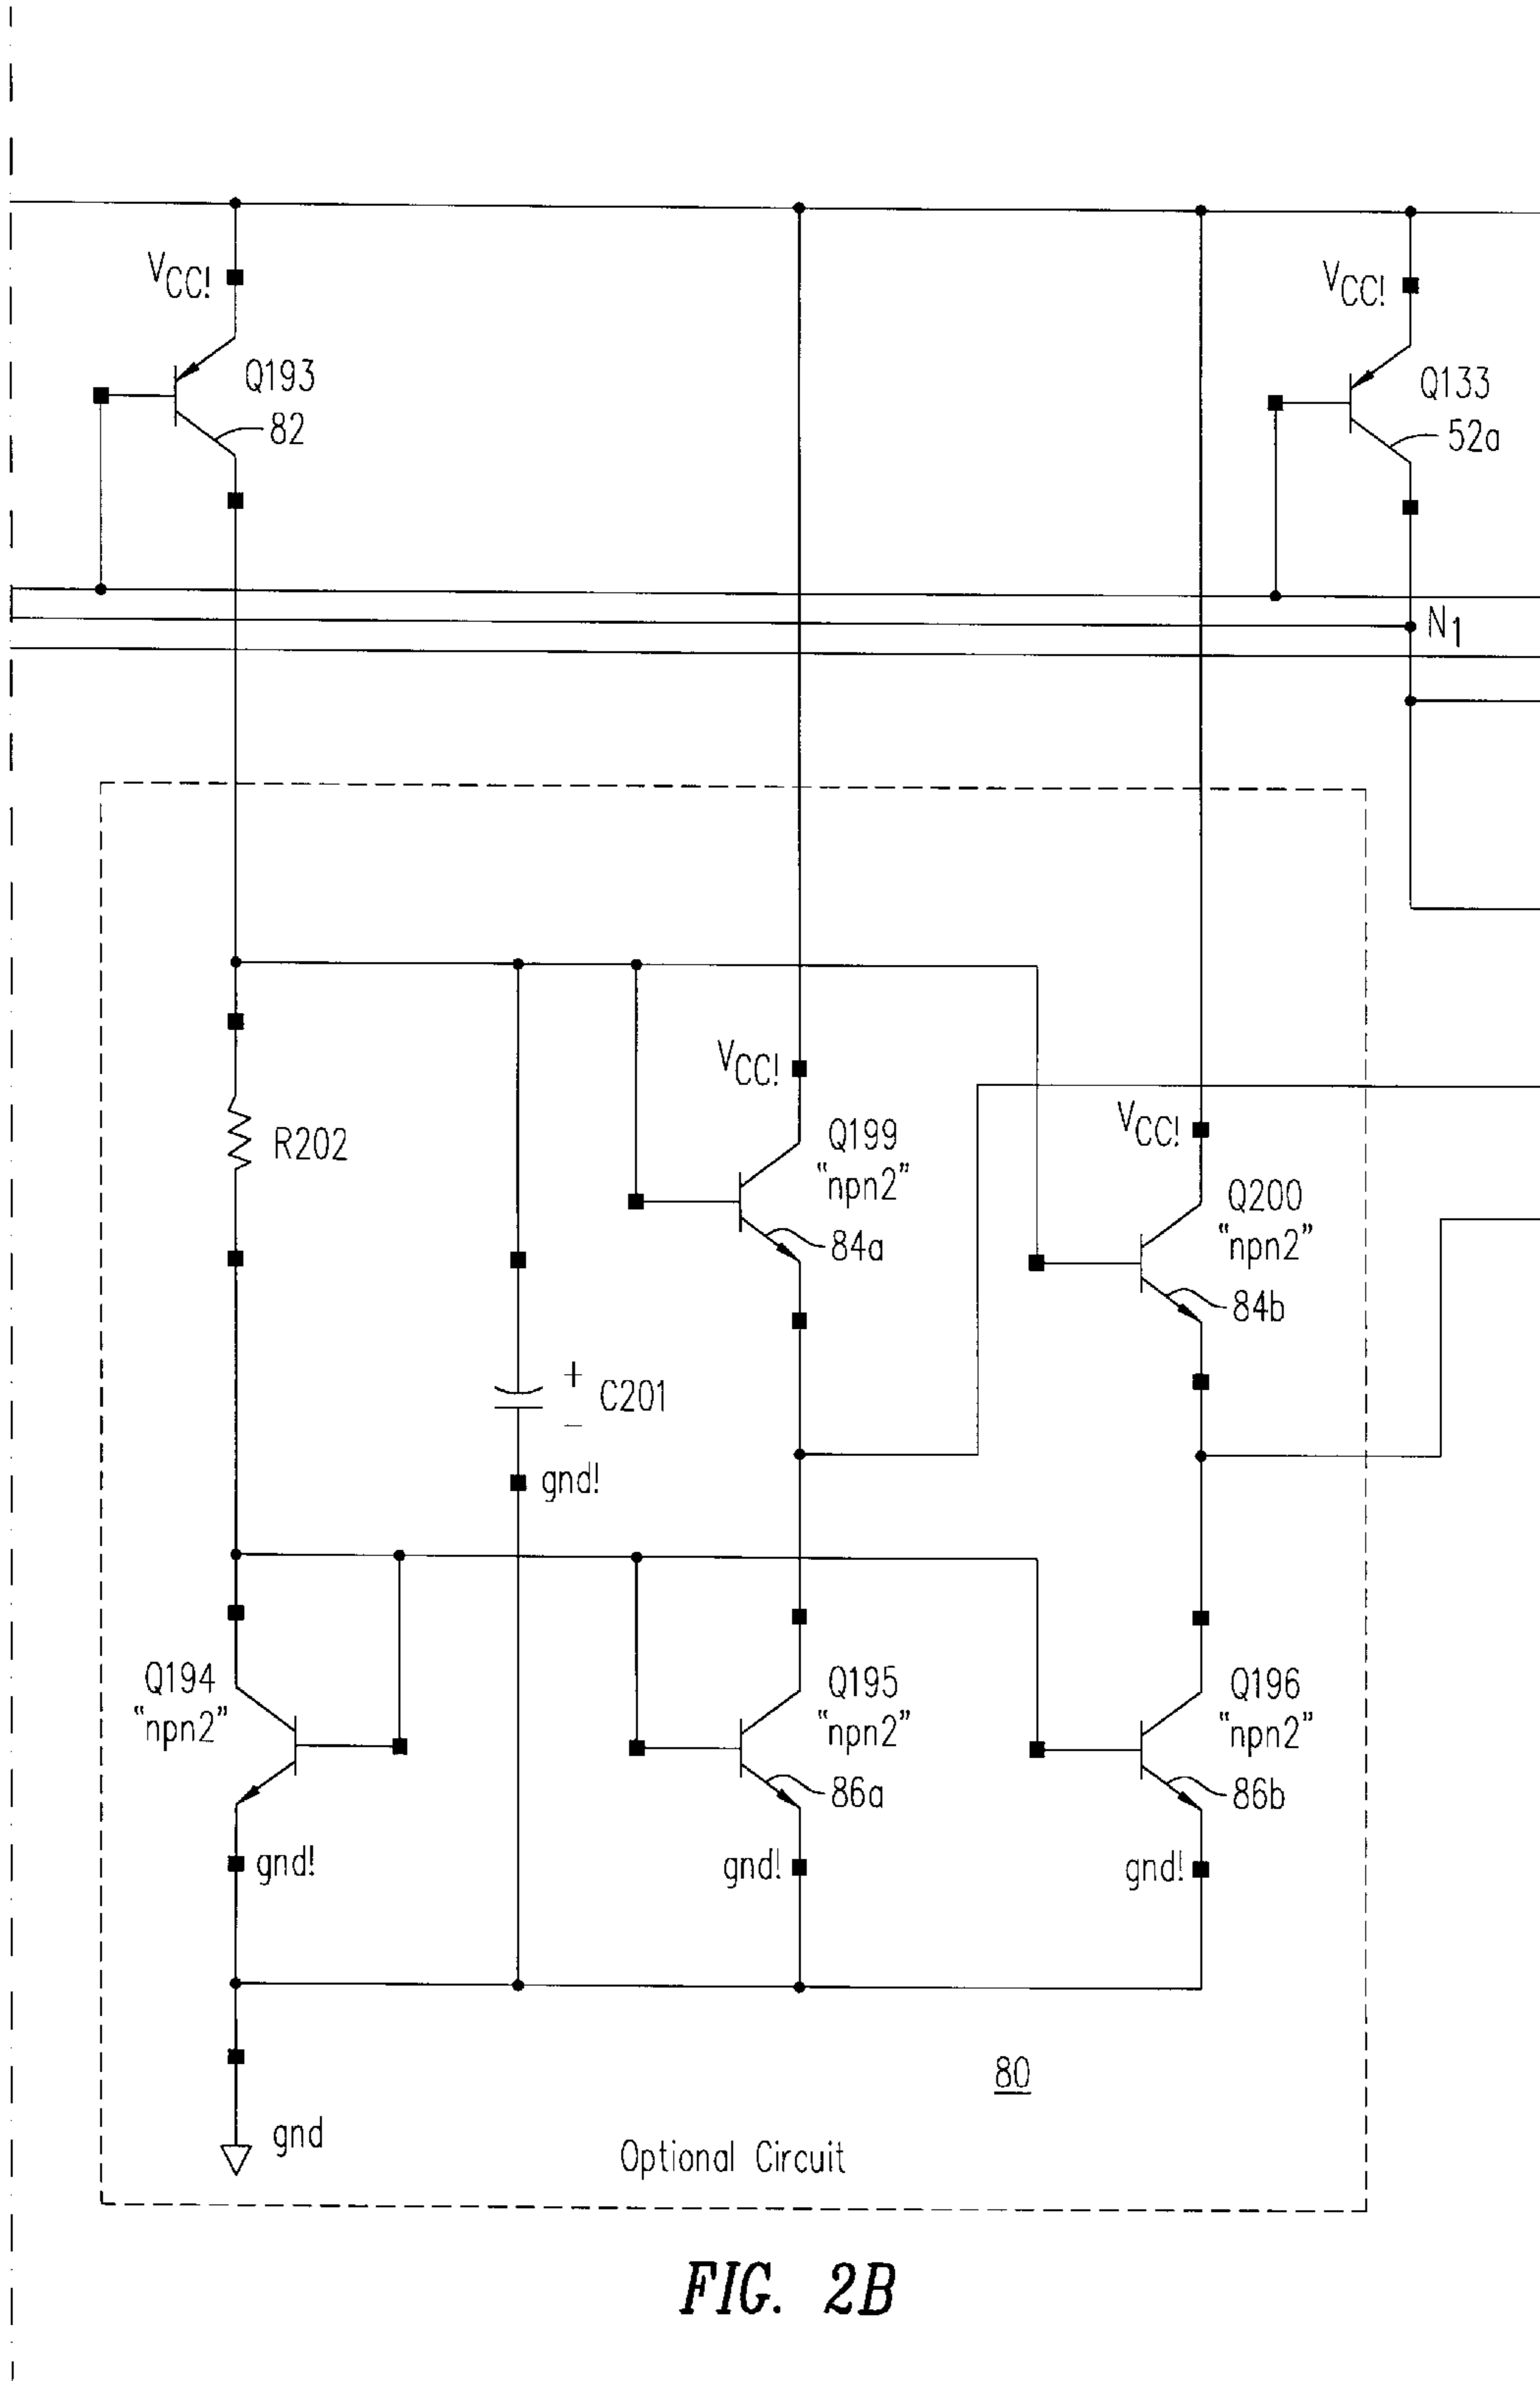 VCC!
VCC!
Q193
82
Q133
52a
N1
VCC!
R202
Q199
"npn2"
84a
VCC!
Q200
"npn2"
84b
+
C201
−
gnd!
Q194
"npn2"
Q195
"npn2"
86a
Q196
"npn2"
86b
gnd!
gnd!
gnd!
80
gnd
Optional Circuit
FIG. 2B